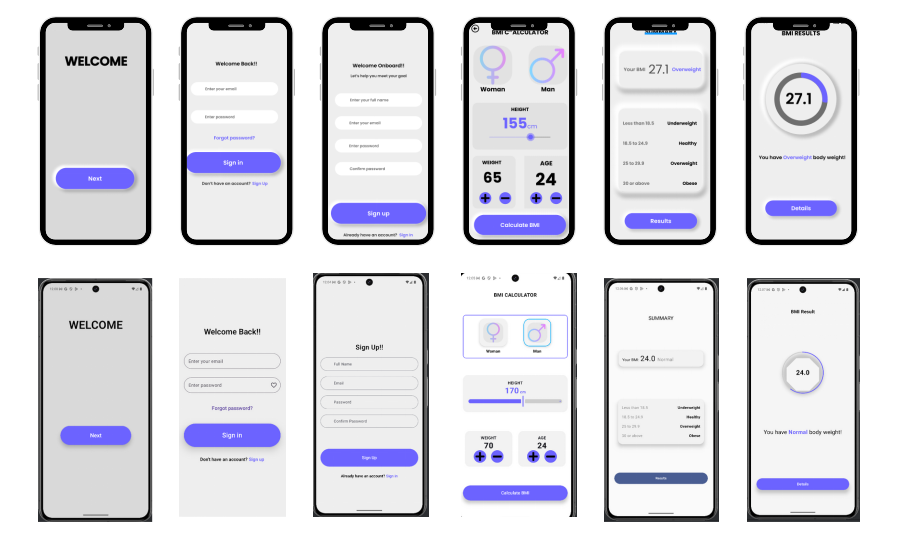 WELCOME
Next
Welcome Back!!
Enter your email
Enter password
Forgot password?
Sign in
Don't have an account? Sign Up
Welcome Onboard!!
Let's help you meet your goal
Enter your full name
Enter your email
Enter password
Confirm password
Sign up
Already have an account? Sign in
BMI C ALCULATOR
Woman
Man
HEIGHT
155cm
WEIGHT
65
AGE
24
Calculate BMI
SUMMARY
Your BMI 27.1 Overweight
Less than 18.5 Underweight
18.5 to 24.9 Healthy
25 to 29.9 Overweight
30 or above Obese
Results
BMI RESULTS
27.1
You have Overweight body weight!
Details
WELCOME
Next
Welcome Back!!
Enter your email
Enter password
Forgot password?
Sign in
Don't have an account? Sign up
Sign Up!!
Full Name
Email
Password
Confirm Password
Sign Up
Already have an account? Sign in
BMI CALCULATOR
Woman
Man
HEIGHT
170 cm
WEIGHT
70
AGE
24
Calculate BMI
SUMMARY
Your BMI 24.0 Normal
Less than Underweight
18.5 to 24.9 Healthy
25 to 29.9 Overweight
30 or above Obese
Results
BMI Result
24.0
You have Normal body weight!
Details